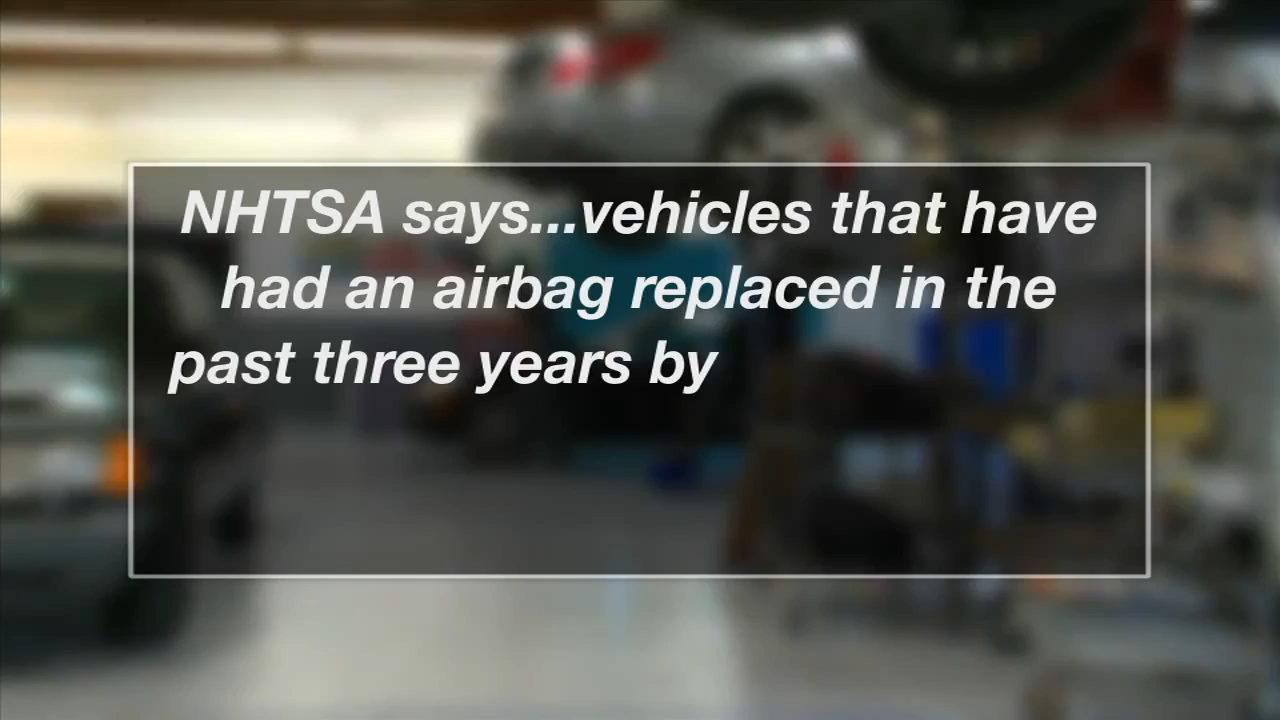 NHTSA says...vehicles that have
had an airbag replaced in the
past three years by